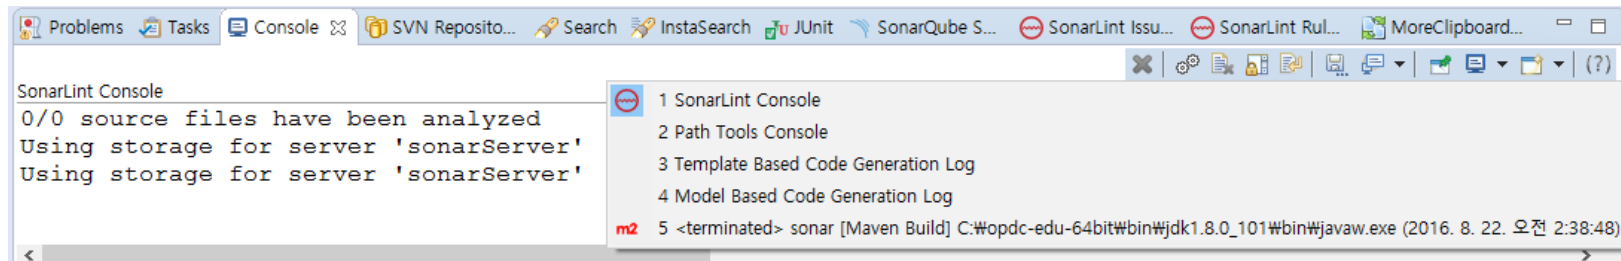 Problems Tasks Console SVN Reposito... Search InstaSearch JUnit SonarQube S... SonarLint Issu... SonarLint Rul... MoreClipboard...
(?)
SonarLint Console
0/0 source files have been analyzed
Using storage for server 'sonarServer'
Using storage for server 'sonarServer'
1 SonarLint Console
2 Path Tools Console
3 Template Based Code Generation Log
4 Model Based Code Generation Log
m2 5 <terminated> sonar [Maven Build] C:₩opdc-edu-64bit₩bin₩jdk1.8.0_101₩bin₩javaw.exe (2016. 8. 22. 오전 2:38:48)